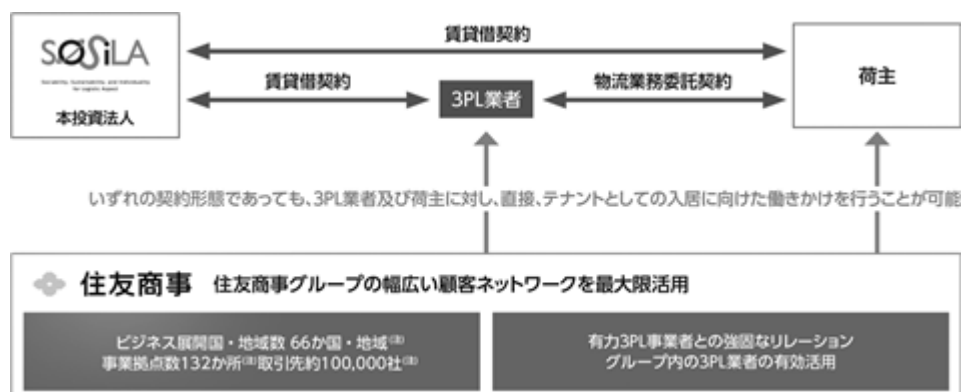 賃貸借契約
SOSiLA
Sociability, Sustainability, and Individuality
for Logistic Aspect
本投資法人
賃貸借契約
3PL業者
物流業務委託契約
荷主
いずれの契約形態であっても、3PL業者及び荷主に対し、直接、テナントとしての入居に向けた働きかけを行うことが可能
住友商事 住友商事グループの幅広い顧客ネットワークを最大限活用
ビジネス展開国・地域数 66か国・地域(注)
事業拠点数132か所(注)取引先約100,000社(注)
有力3PL事業者との強固なリレーション
グループ内の3PL業者の有効活用